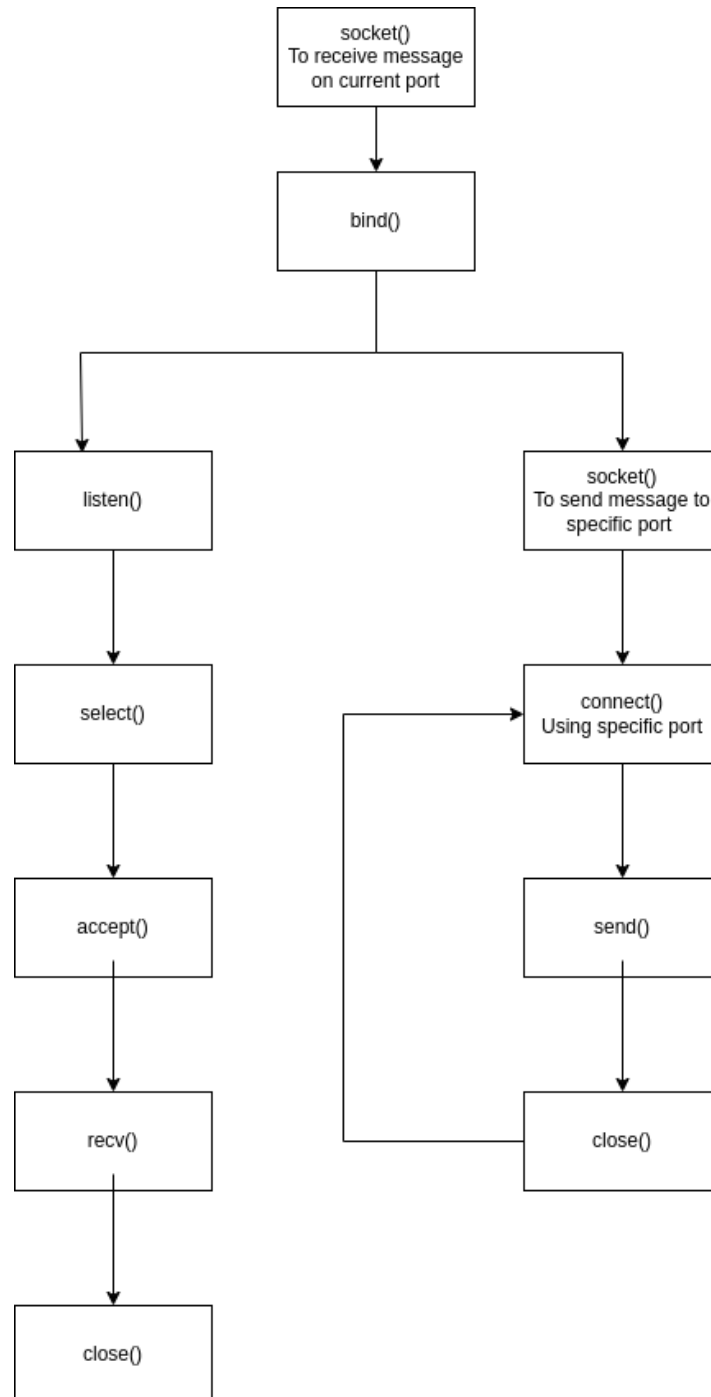 socket()
To receive message
on current port
bind()
listen()
select()
accept()
recv()
close()
socket()
To send message to
specific port
connect()
Using specific port
send()
close()